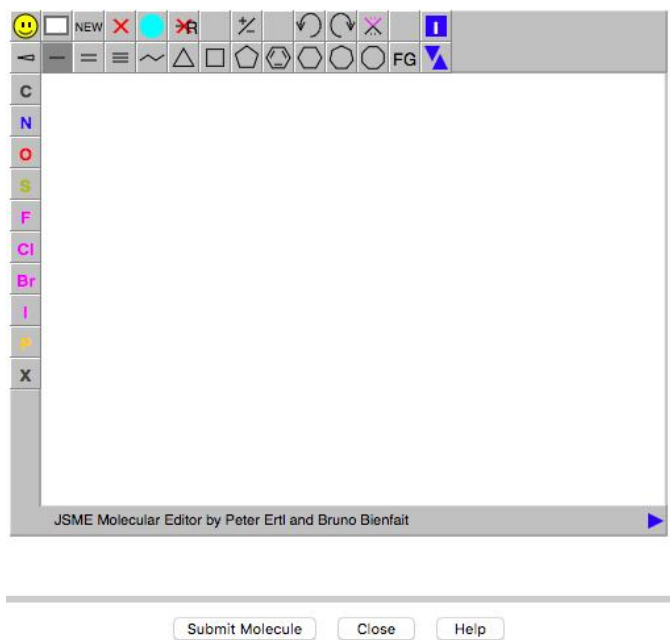 NEW R +/- I
FG
C
N
O
S
F
Cl
Br
I
P
X
JSME Molecular Editor by Peter Ertl and Bruno Bienfait
Submit Molecule Close Help